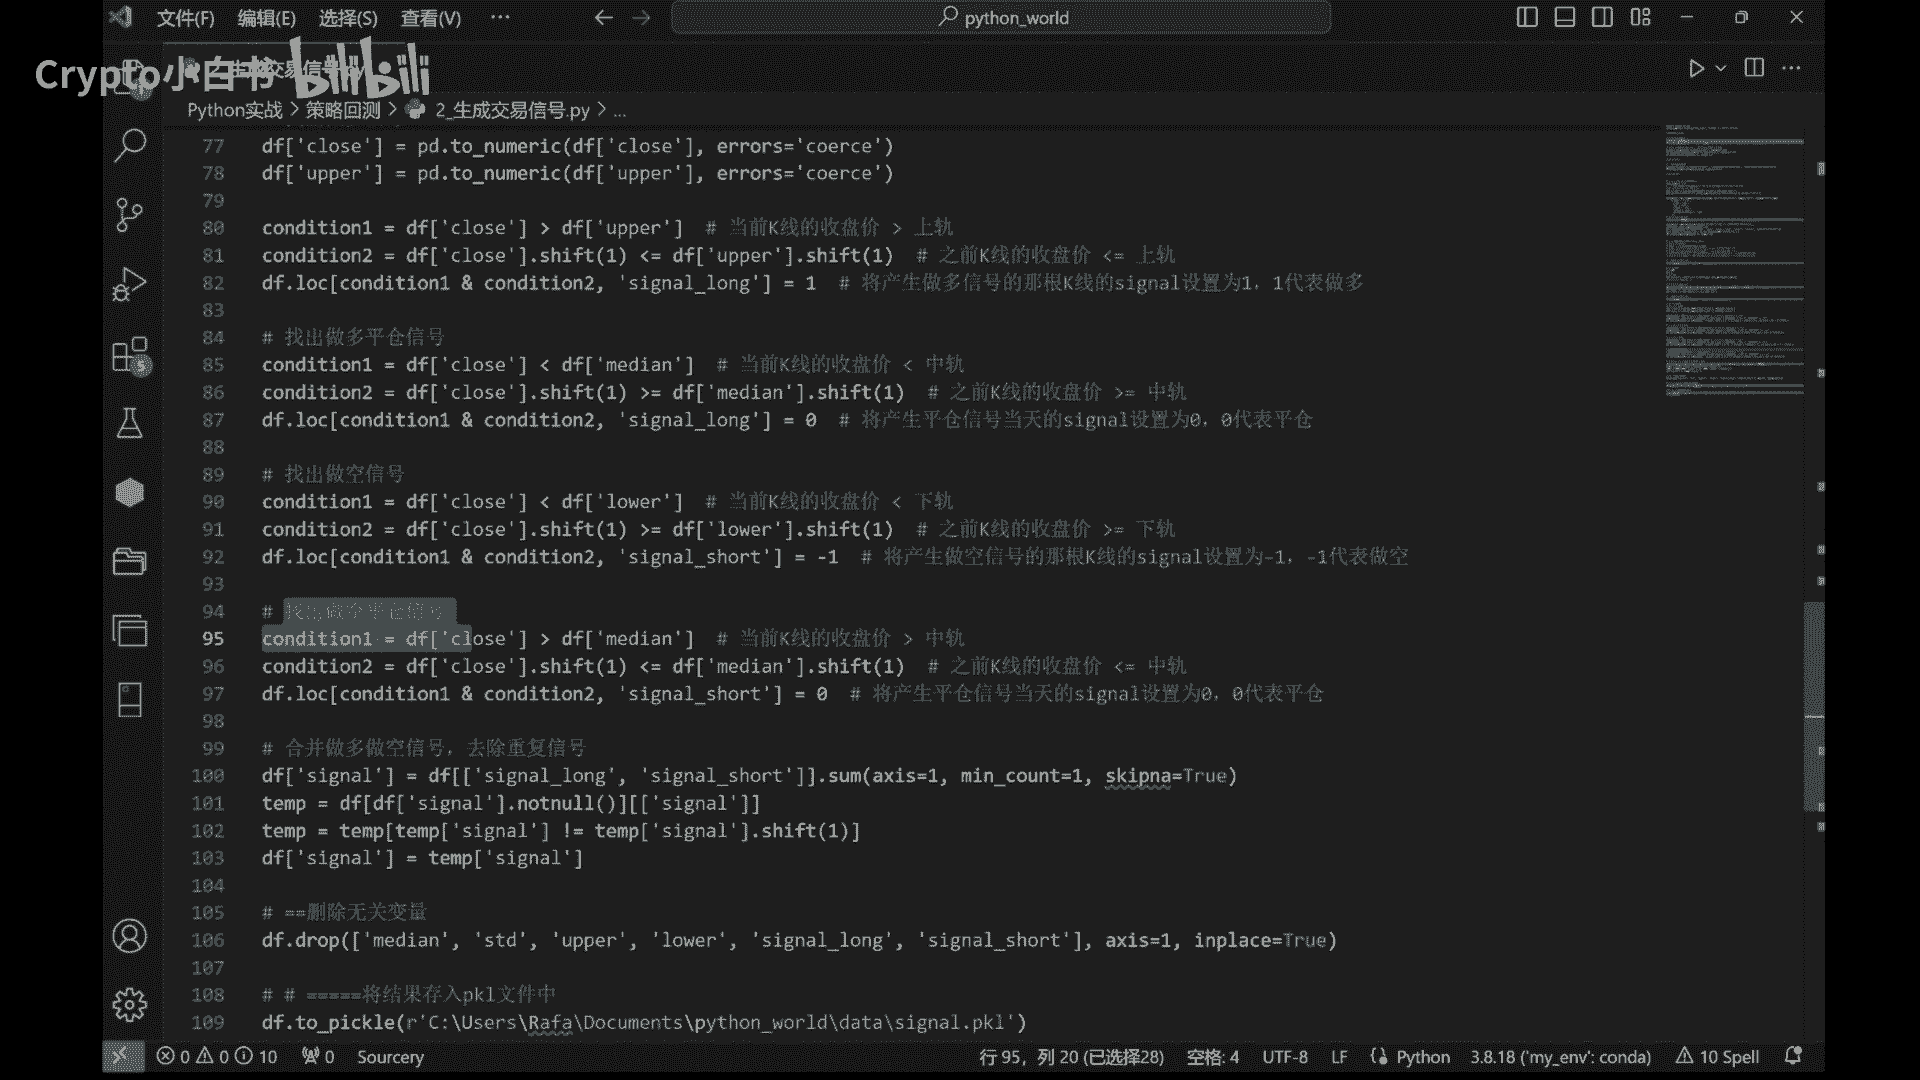 文件(F) 编辑(E) 选择(S) 查看(V) ··· python_world
Crypto小白书 bilibili
Python实战 > 策略回测 > 2_生成交易信号.py > ...
77 df['close'] = pd.to_numeric(df['close'], errors='coerce')
78 df['upper'] = pd.to_numeric(df['upper'], errors='coerce')
79
80 condition1 = df['close'] > df['upper']  # 当前K线的收盘价 > 上轨
81 condition2 = df['close'].shift(1) <= df['upper'].shift(1)  # 之前K线的收盘价 <= 上轨
82 df.loc[condition1 & condition2, 'signal_long'] = 1  # 将产生做多信号的那根K线的signal设置为1，1代表做多
83
84 # 找出做多平仓信号
85 condition1 = df['close'] < df['median']  # 当前K线的收盘价 < 中轨
86 condition2 = df['close'].shift(1) >= df['median'].shift(1)  # 之前K线的收盘价 >= 中轨
87 df.loc[condition1 & condition2, 'signal_long'] = 0  # 将产生平仓信号当天的signal设置为0，0代表平仓
88
89 # 找出做空信号
90 condition1 = df['close'] < df['lower']  # 当前K线的收盘价 < 下轨
91 condition2 = df['close'].shift(1) >= df['lower'].shift(1)  # 之前K线的收盘价 >= 下轨
92 df.loc[condition1 & condition2, 'signal_short'] = -1  # 将产生做空信号的那根K线的signal设置为-1，-1代表做空
93
94 # 找出做空平仓信号
95 condition1 = df['close'] > df['median']  # 当前K线的收盘价 > 中轨
96 condition2 = df['close'].shift(1) <= df['median'].shift(1)  # 之前K线的收盘价 <= 中轨
97 df.loc[condition1 & condition2, 'signal_short'] = 0  # 将产生平仓信号当天的signal设置为0，0代表平仓
98
99 # 合并做多做空信号，去除重复信号
100 df['signal'] = df[['signal_long', 'signal_short']].sum(axis=1, min_count=1, skipna=True)
101 temp = df[df['signal'].notnull()][['signal']]
102 temp = temp[temp['signal'] != temp['signal'].shift(1)]
103 df['signal'] = temp['signal']
104
105 # ==删除无关变量
106 df.drop(['median', 'std', 'upper', 'lower', 'signal_long', 'signal_short'], axis=1, inplace=True)
107
108 # # =====将结果存入pkl文件中
109 df.to_pickle(r'C:\Users\Rafa\Documents\python_world\data\signal.pkl')
0 0 10 0 Sourcery 行 95，列 20 (已选择28) 空格: 4 UTF-8 LF Python 3.8.18 ('my_env': conda) 10 Spell